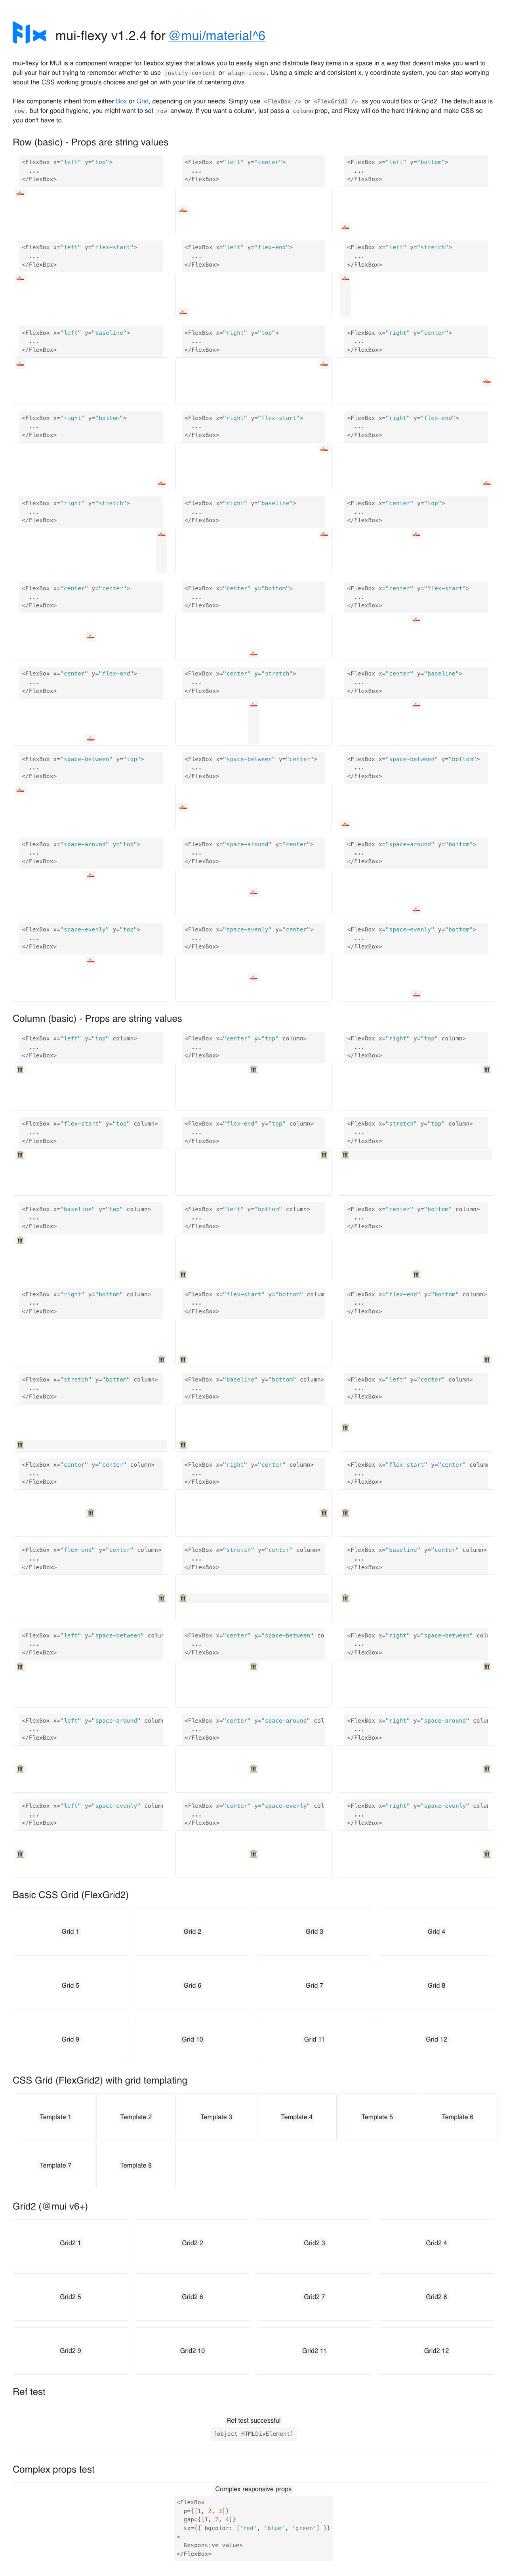 Flx mui-flexy v1.2.4 for @mui/material^6
mui-flexy for MUI is a component wrapper for flexbox styles that allows you to easily align and distribute flexy items in a space in a way that doesn't make you want to
pull your hair out trying to remember whether to use justify-content or align-items. Using a simple and consistent x, y coordinate system, you can stop worrying
about the CSS working group's choices and get on with your life of centering divs.
Flex components inherit from either Box or Grid, depending on your needs. Simply use <FlexBox /> or <FlexGrid2 /> as you would Box or Grid2. The default axis is
row, but for good hygiene, you might want to set row anyway. If you want a column, just pass a column prop, and Flexy will do the hard thinking and make CSS so
you don't have to.
Row (basic) - Props are string values
<FlexBox x="left" y="top">
...
</FlexBox>
<FlexBox x="left" y="center">
...
</FlexBox>
<FlexBox x="left" y="bottom">
...
</FlexBox>
<FlexBox x="left" y="flex-start">
...
</FlexBox>
<FlexBox x="left" y="flex-end">
...
</FlexBox>
<FlexBox x="left" y="stretch">
...
</FlexBox>
<FlexBox x="left" y="baseline">
...
</FlexBox>
<FlexBox x="right" y="top">
...
</FlexBox>
<FlexBox x="right" y="center">
...
</FlexBox>
<FlexBox x="right" y="bottom">
...
</FlexBox>
<FlexBox x="right" y="flex-start">
...
</FlexBox>
<FlexBox x="right" y="flex-end">
...
</FlexBox>
<FlexBox x="right" y="stretch">
...
</FlexBox>
<FlexBox x="right" y="baseline">
...
</FlexBox>
<FlexBox x="center" y="top">
...
</FlexBox>
<FlexBox x="center" y="center">
...
</FlexBox>
<FlexBox x="center" y="bottom">
...
</FlexBox>
<FlexBox x="center" y="flex-start">
...
</FlexBox>
<FlexBox x="center" y="flex-end">
...
</FlexBox>
<FlexBox x="center" y="stretch">
...
</FlexBox>
<FlexBox x="center" y="baseline">
...
</FlexBox>
<FlexBox x="space-between" y="top">
...
</FlexBox>
<FlexBox x="space-between" y="center">
...
</FlexBox>
<FlexBox x="space-between" y="bottom">
...
</FlexBox>
<FlexBox x="space-around" y="top">
...
</FlexBox>
<FlexBox x="space-around" y="center">
...
</FlexBox>
<FlexBox x="space-around" y="bottom">
...
</FlexBox>
<FlexBox x="space-evenly" y="top">
...
</FlexBox>
<FlexBox x="space-evenly" y="center">
...
</FlexBox>
<FlexBox x="space-evenly" y="bottom">
...
</FlexBox>
Column (basic) - Props are string values
<FlexBox x="left" y="top" column>
...
</FlexBox>
<FlexBox x="center" y="top" column>
...
</FlexBox>
<FlexBox x="right" y="top" column>
...
</FlexBox>
<FlexBox x="flex-start" y="top" column>
...
</FlexBox>
<FlexBox x="flex-end" y="top" column>
...
</FlexBox>
<FlexBox x="stretch" y="top" column>
...
</FlexBox>
<FlexBox x="baseline" y="top" column>
...
</FlexBox>
<FlexBox x="left" y="bottom" column>
...
</FlexBox>
<FlexBox x="center" y="bottom" column>
...
</FlexBox>
<FlexBox x="right" y="bottom" column>
...
</FlexBox>
<FlexBox x="flex-start" y="bottom" colum
...
</FlexBox>
<FlexBox x="flex-end" y="bottom" column>
...
</FlexBox>
<FlexBox x="stretch" y="bottom" column>
...
</FlexBox>
<FlexBox x="baseline" y="bottom" column>
...
</FlexBox>
<FlexBox x="left" y="center" column>
...
</FlexBox>
<FlexBox x="center" y="center" column>
...
</FlexBox>
<FlexBox x="right" y="center" column>
...
</FlexBox>
<FlexBox x="flex-start" y="center" colum
...
</FlexBox>
<FlexBox x="flex-end" y="center" column>
...
</FlexBox>
<FlexBox x="stretch" y="center" column>
...
</FlexBox>
<FlexBox x="baseline" y="center" column>
...
</FlexBox>
<FlexBox x="left" y="space-between" colum
...
</FlexBox>
<FlexBox x="center" y="space-between" co
...
</FlexBox>
<FlexBox x="right" y="space-between" colu
...
</FlexBox>
<FlexBox x="left" y="space-around" column
...
</FlexBox>
<FlexBox x="center" y="space-around" colu
...
</FlexBox>
<FlexBox x="right" y="space-around" colum
...
</FlexBox>
<FlexBox x="left" y="space-evenly" column
...
</FlexBox>
<FlexBox x="center" y="space-evenly" colu
...
</FlexBox>
<FlexBox x="right" y="space-evenly" colum
...
</FlexBox>
Basic CSS Grid (FlexGrid2)
Grid 1
Grid 2
Grid 3
Grid 4
Grid 5
Grid 6
Grid 7
Grid 8
Grid 9
Grid 10
Grid 11
Grid 12
CSS Grid (FlexGrid2) with grid templating
Template 1
Template 2
Template 3
Template 4
Template 5
Template 6
Template 7
Template 8
Grid2 (@mui v6+)
Grid2 1
Grid2 2
Grid2 3
Grid2 4
Grid2 5
Grid2 6
Grid2 7
Grid2 8
Grid2 9
Grid2 10
Grid2 11
Grid2 12
Ref test
Ref test successful
[object HTMLDivElement]
Complex props test
Complex responsive props
<FlexBox
p={[1, 2, 3]}
gap={[1, 2, 4]}
sx={{ bgcolor: ['red', 'blue', 'green'] }}
>
Responsive values
</FlexBox>